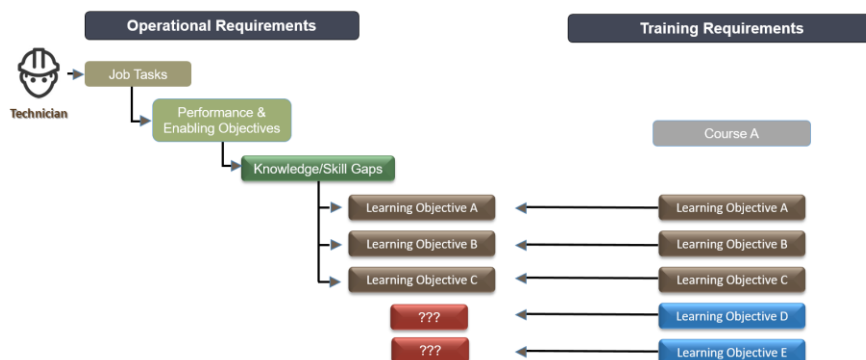 Operational Requirements
Training Requirements
Technician
Job Tasks
Performance &
Enabling Objectives
Course A
Knowledge/Skill Gaps
Learning Objective A
Learning Objective A
Learning Objective B
Learning Objective B
Learning Objective C
Learning Objective C
???
Learning Objective D
???
Learning Objective E